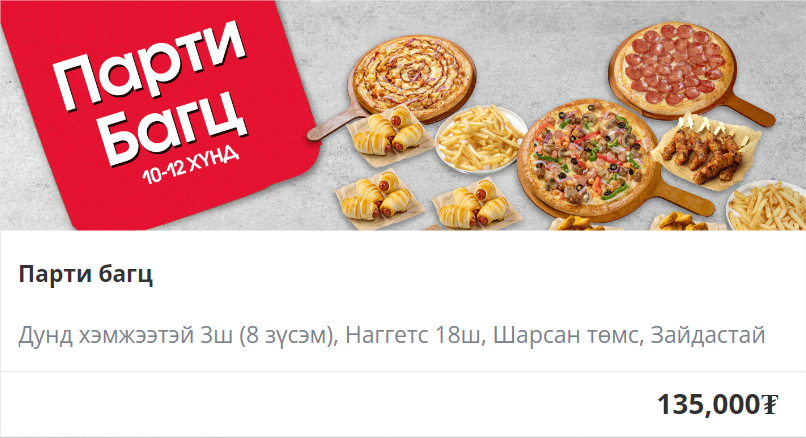 Парти
Багц
10-12 ХҮНД
Парти багц
Дунд хэмжээтэй 3ш (8 зүсэм), Наггетс 18ш, Шарсан төмс, Зайдастай
135,000₮